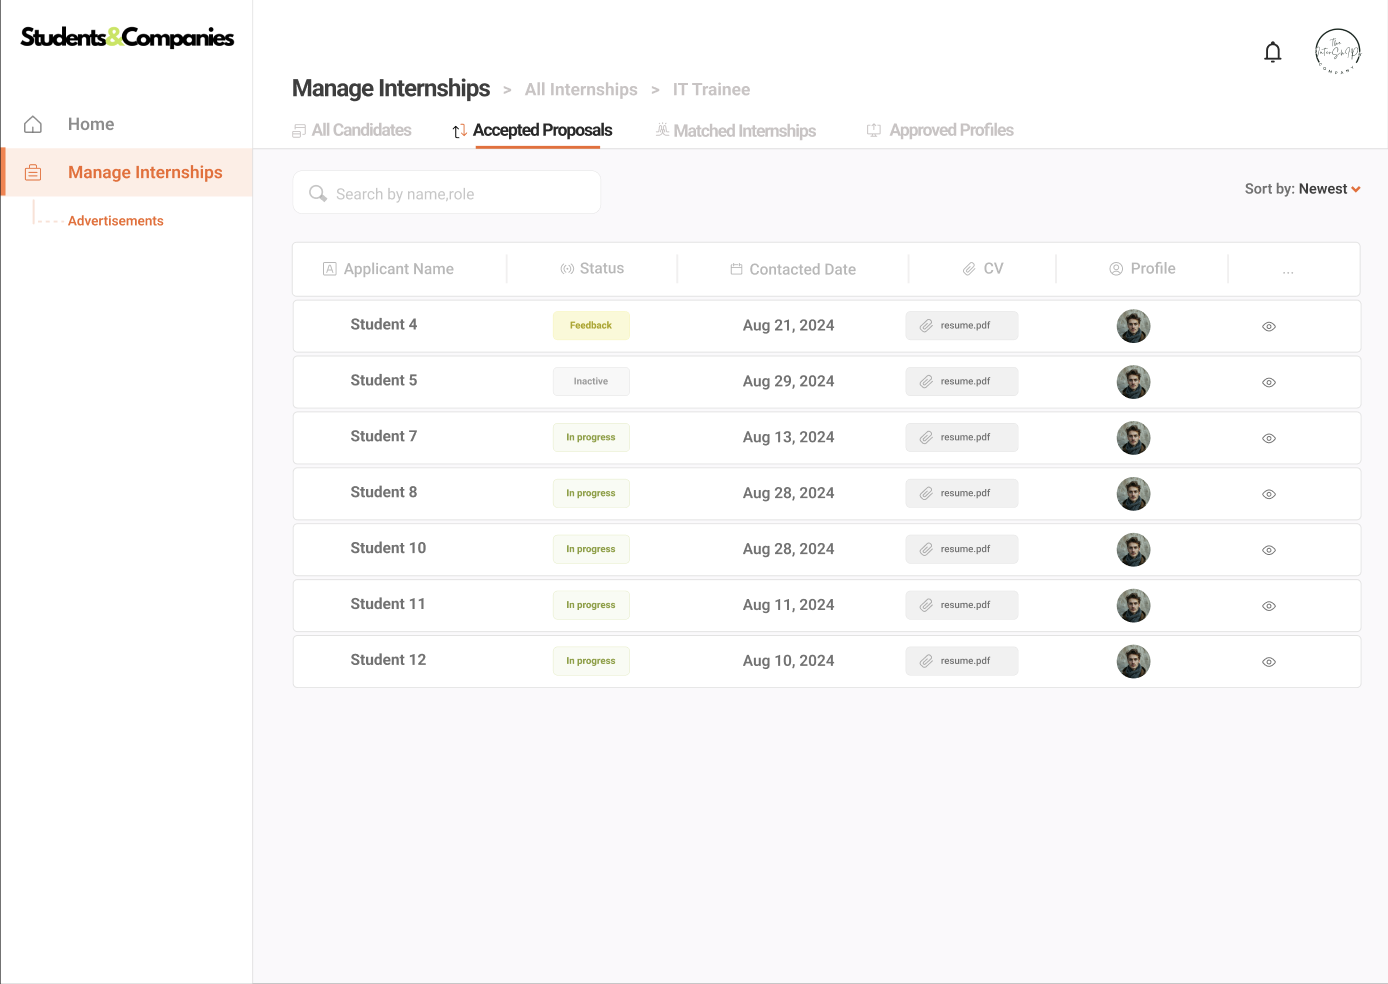 Students&Companies
The
InternShIP
COMPANY
Manage Internships > All Internships > IT Trainee
Home
All Candidates Accepted Proposals Matched Internships Approved Profiles
Manage Internships
Search by name,role
Sort by: Newest
Advertisements
Applicant Name Status Contacted Date CV Profile ...
Student 4 Feedback Aug 21, 2024 resume.pdf
Student 5 Inactive Aug 29, 2024 resume.pdf
Student 7 In progress Aug 13, 2024 resume.pdf
Student 8 In progress Aug 28, 2024 resume.pdf
Student 10 In progress Aug 28, 2024 resume.pdf
Student 11 In progress Aug 11, 2024 resume.pdf
Student 12 In progress Aug 10, 2024 resume.pdf